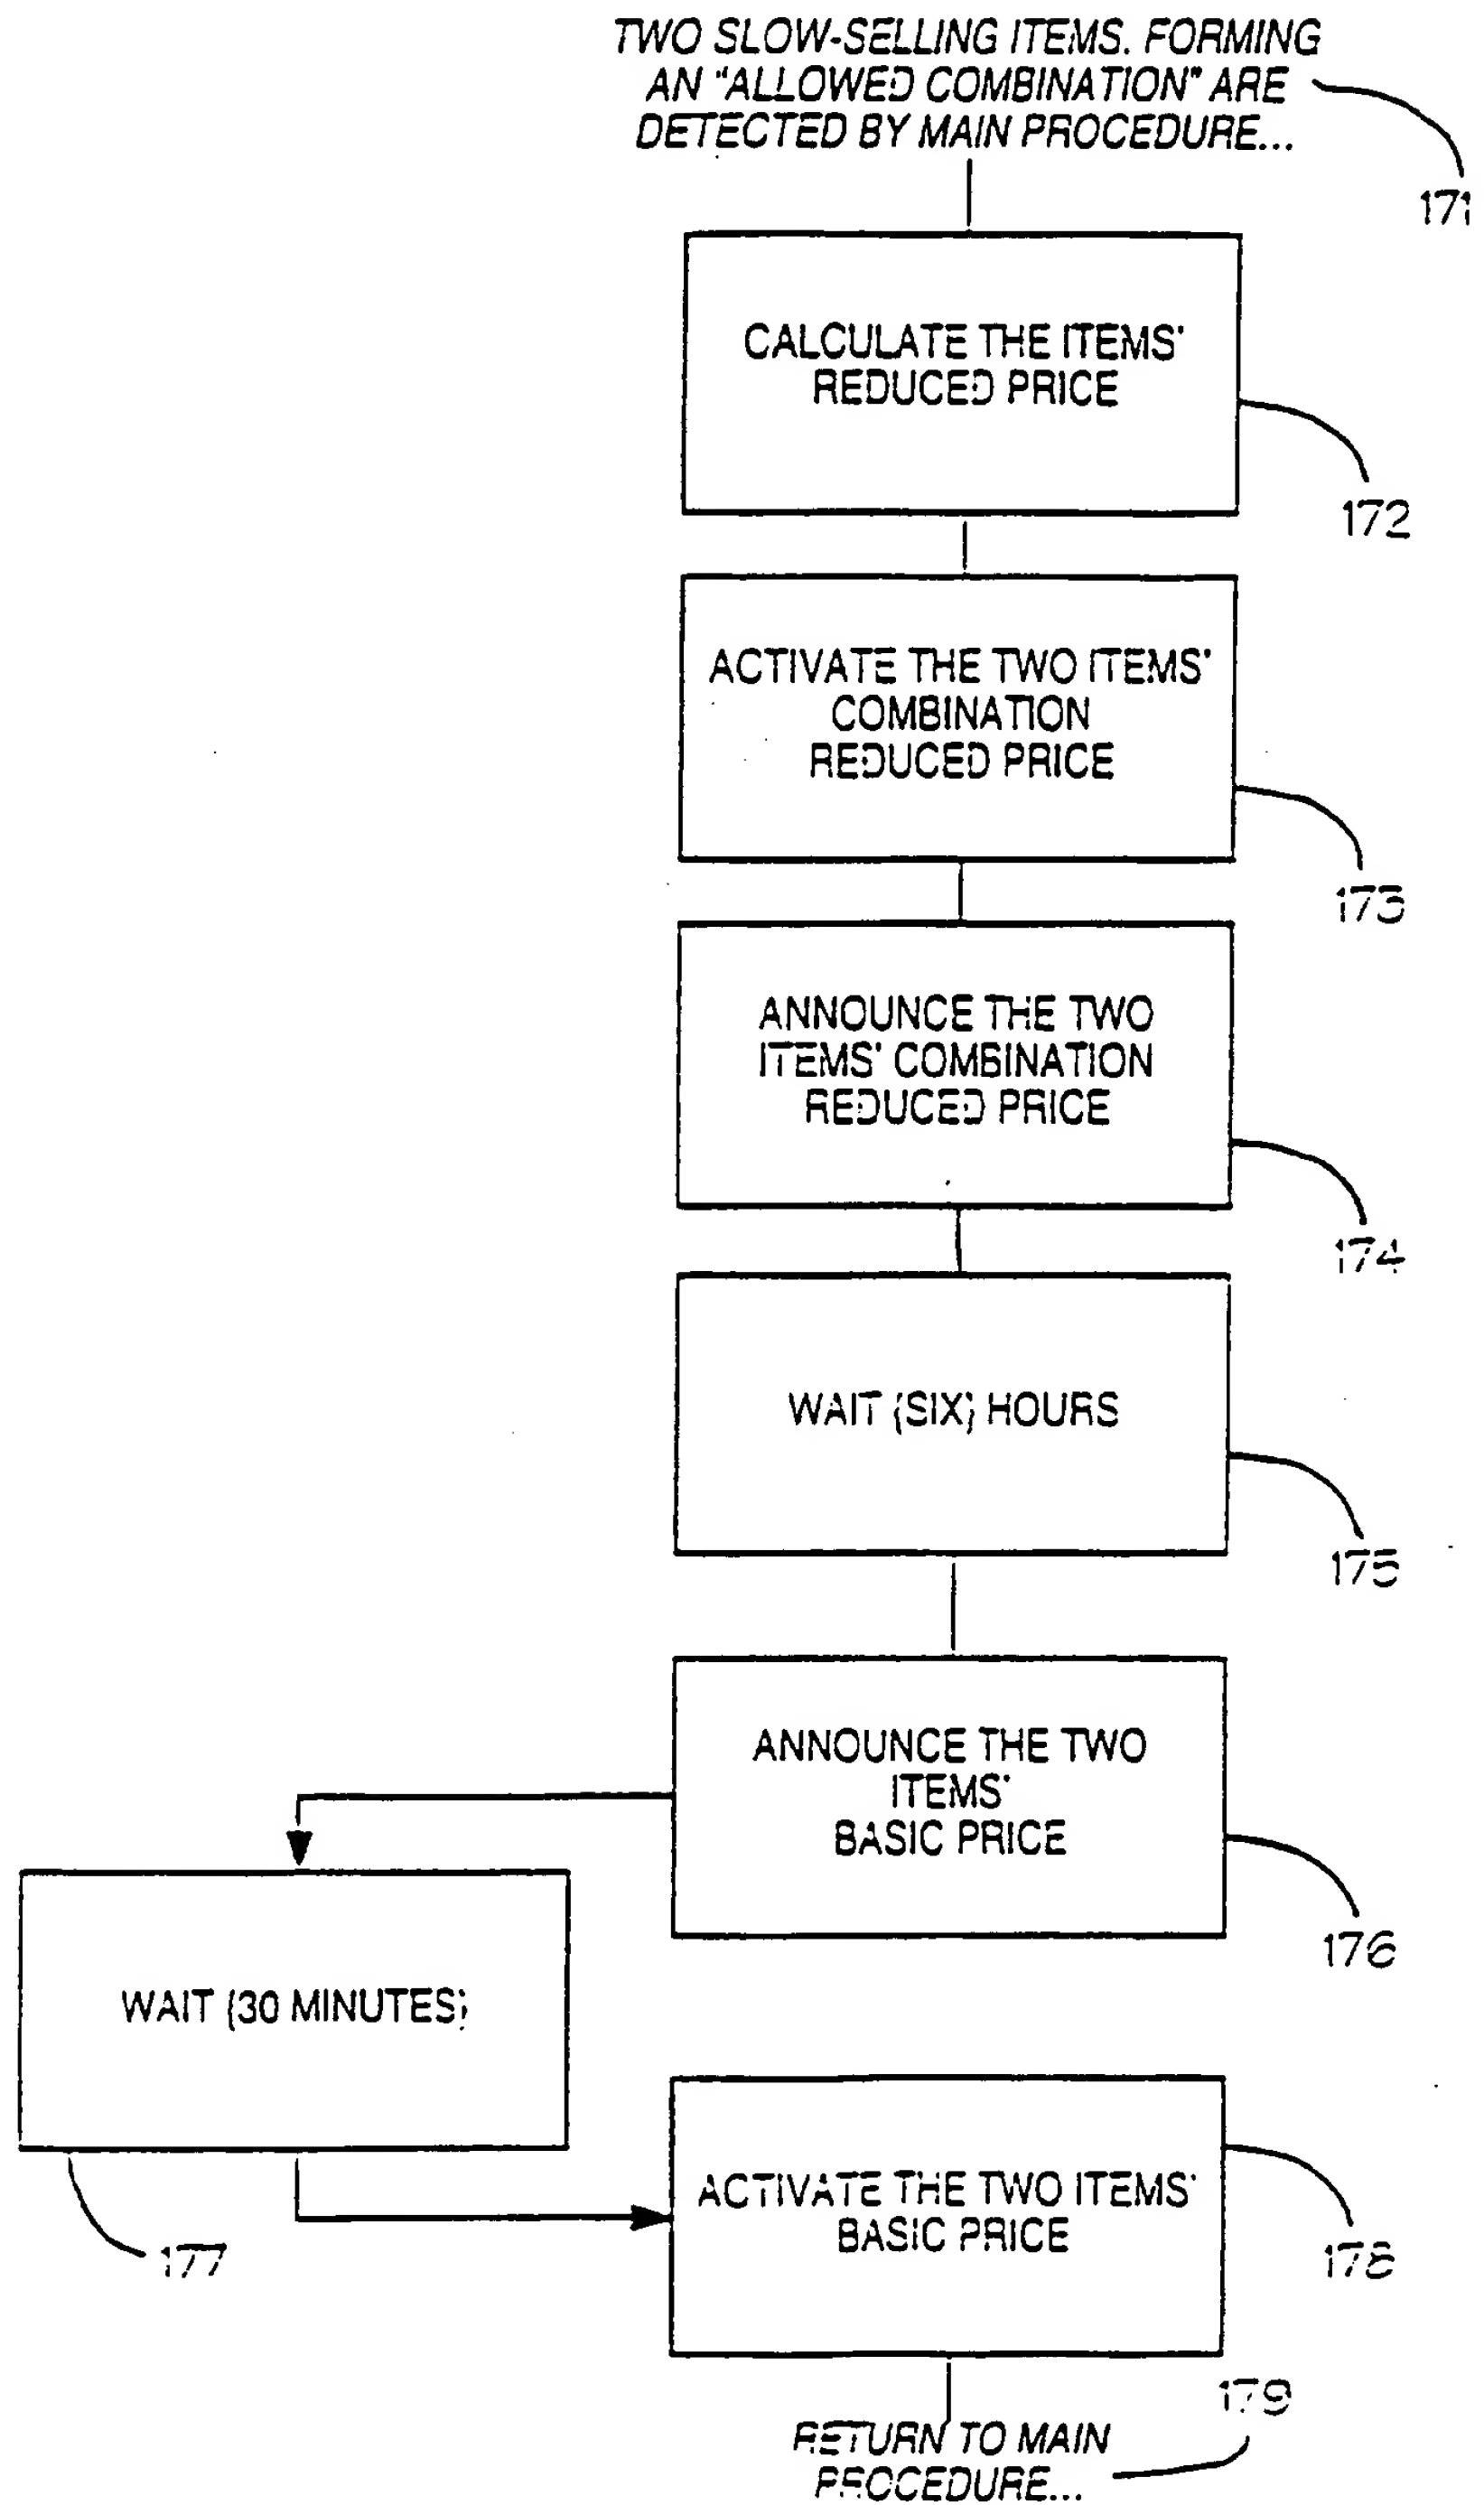 TWO SLOW-SELLING ITEMS. FORMING
AN "ALLOWED COMBINATION" ARE
DETECTED BY MAIN PROCEDURE...
171
CALCULATE THE ITEMS'
REDUCED PRICE
172
ACTIVATE THE TWO ITEMS'
COMBINATION
REDUCED PRICE
173
ANNOUNCE THE TWO
ITEMS' COMBINATION
REDUCED PRICE
174
WAIT (SIX) HOURS
175
ANNOUNCE THE TWO
ITEMS'
BASIC PRICE
176
WAIT (30 MINUTES)
177
ACTIVATE THE TWO ITEMS'
BASIC PRICE
178
179
RETURN TO MAIN
PROCEDURE...